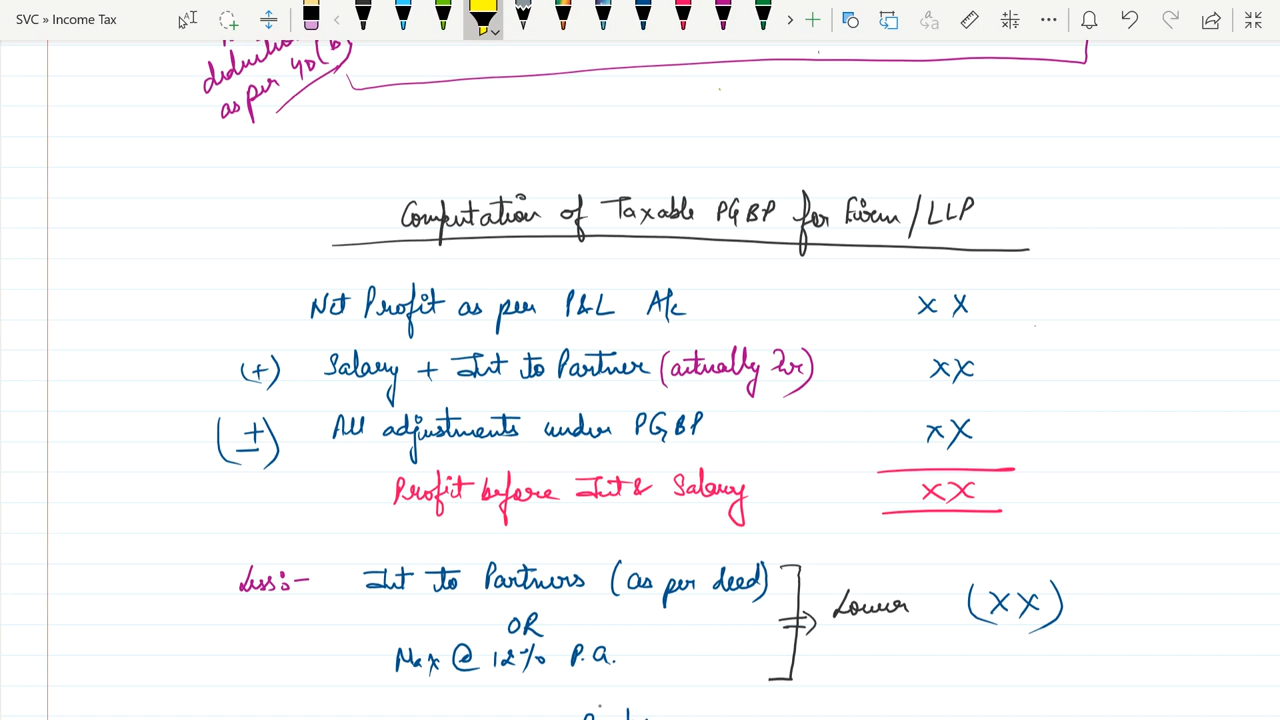 SVC » Income Tax
deduction
as per 40(b)
Computation of Taxable PGBP for Firm/LLP
Net Profit as per P&L A/c X X
(+) Salary + Int to Partner (actually Dr) XX
(±) All adjustments under PGBP XX
Profit before Int & Salary XX
Less:- Int to Partners (as per deed)
OR ⇒ Lower (XX)
Max @ 12% P.a.